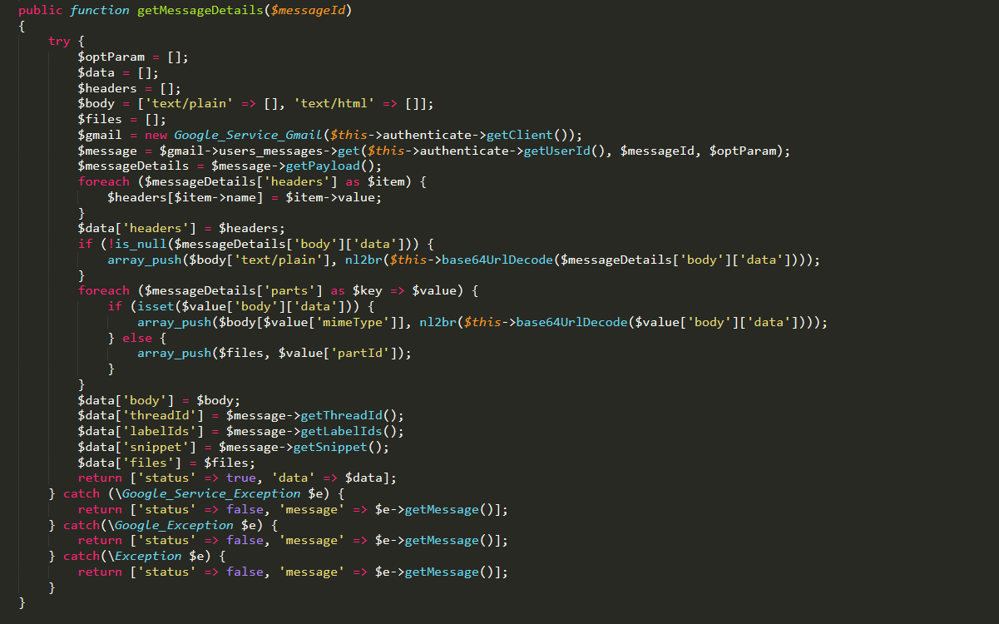 public function getMessageDetails($messageId)
{
    try {
        $optParam = [];
        $data = [];
        $headers = [];
        $body = ['text/plain' => [], 'text/html' => []];
        $files = [];
        $gmail = new Google_Service_Gmail($this->authenticate->getClient());
        $message = $gmail->users_messages->get($this->authenticate->getUserId(), $messageId, $optParam);
        $messageDetails = $message->getPayload();
        foreach ($messageDetails['headers'] as $item) {
            $headers[$item->name] = $item->value;
        }
        $data['headers'] = $headers;
        if (!is_null($messageDetails['body']['data'])) {
            array_push($body['text/plain'], nl2br($this->base64UrlDecode($messageDetails['body']['data'])));
        }
        foreach ($messageDetails['parts'] as $key => $value) {
            if (isset($value['body']['data'])) {
                array_push($body[$value['mimeType']], nl2br($this->base64UrlDecode($value['body']['data'])));
            } else {
                array_push($files, $value['partId']);
            }
        }
        $data['body'] = $body;
        $data['threadId'] = $message->getThreadId();
        $data['labelIds'] = $message->getLabelIds();
        $data['snippet'] = $message->getSnippet();
        $data['files'] = $files;
        return ['status' => true, 'data' => $data];
    } catch (\Google_Service_Exception $e) {
        return ['status' => false, 'message' => $e->getMessage()];
    } catch(\Google_Exception $e) {
        return ['status' => false, 'message' => $e->getMessage()];
    } catch(\Exception $e) {
        return ['status' => false, 'message' => $e->getMessage()];
    }
}